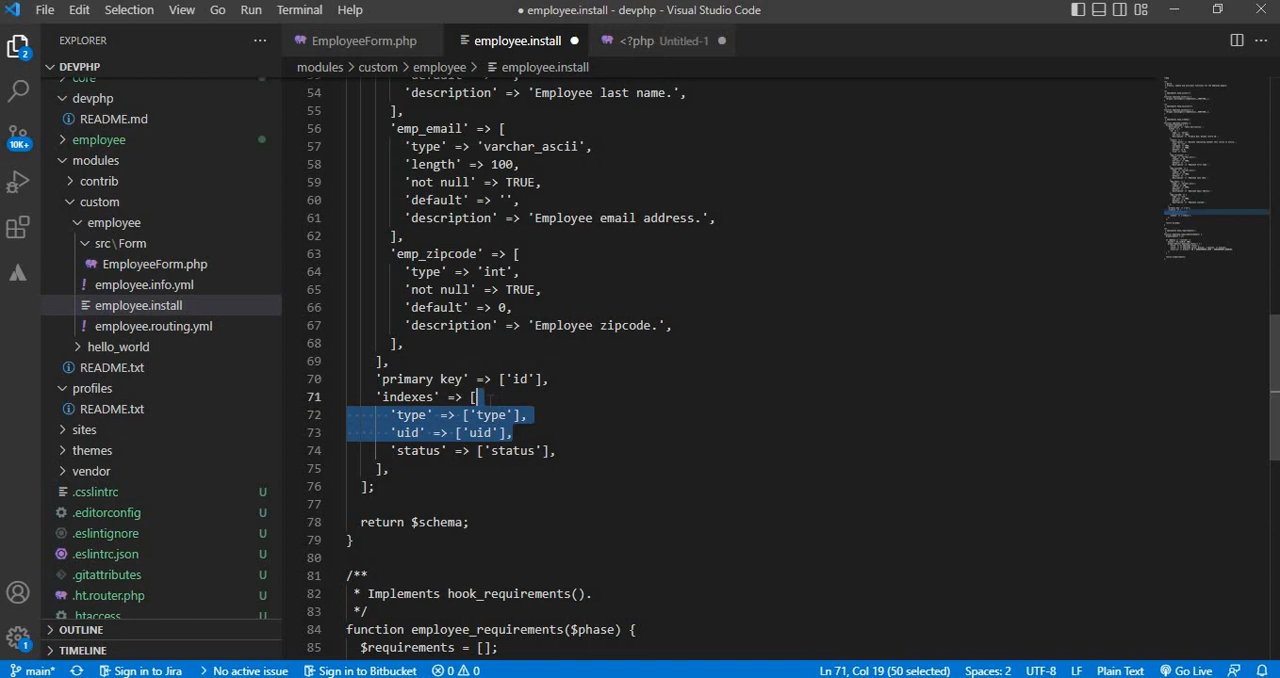 File Edit Selection View Go Run Terminal Help
● employee.install - devphp - Visual Studio Code
EXPLORER
EmployeeForm.php
employee.install
<?php Untitled-1
DEVPHP
modules > custom > employee > employee.install
core
devphp
README.md
employee
modules
contrib
custom
employee
src\Form
EmployeeForm.php
employee.info.yml
employee.install
employee.routing.yml
hello_world
README.txt
profiles
README.txt
sites
themes
vendor
.csslintrc U
.editorconfig U
.eslintignore U
.eslintrc.json U
.gitattributes U
.ht.router.php U
.htaccess U
OUTLINE
TIMELINE
2
10K+
1
54 'description' => 'Employee last name.',
55 ],
56 'emp_email' => [
57 'type' => 'varchar_ascii',
58 'length' => 100,
59 'not null' => TRUE,
60 'default' => '',
61 'description' => 'Employee email address.',
62 ],
63 'emp_zipcode' => [
64 'type' => 'int',
65 'not null' => TRUE,
66 'default' => 0,
67 'description' => 'Employee zipcode.',
68 ],
69 ],
70 'primary key' => ['id'],
71 'indexes' => [
72 'type' => ['type'],
73 'uid' => ['uid'],
74 'status' => ['status'],
75 ],
76 ];
77
78 return $schema;
79 }
80
81 /**
82 * Implements hook_requirements().
83 */
84 function employee_requirements($phase) {
85 $requirements = [];
main* Sign in to Jira No active issue Sign in to Bitbucket 0 0 Ln 71, Col 19 (50 selected) Spaces: 2 UTF-8 LF Plain Text Go Live